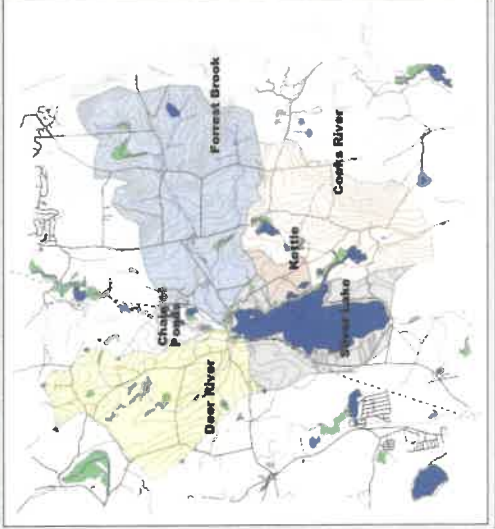 Forrest Brook
Cooks River
Kettle
Chain of
Ponds
Silver Lake
Deer River